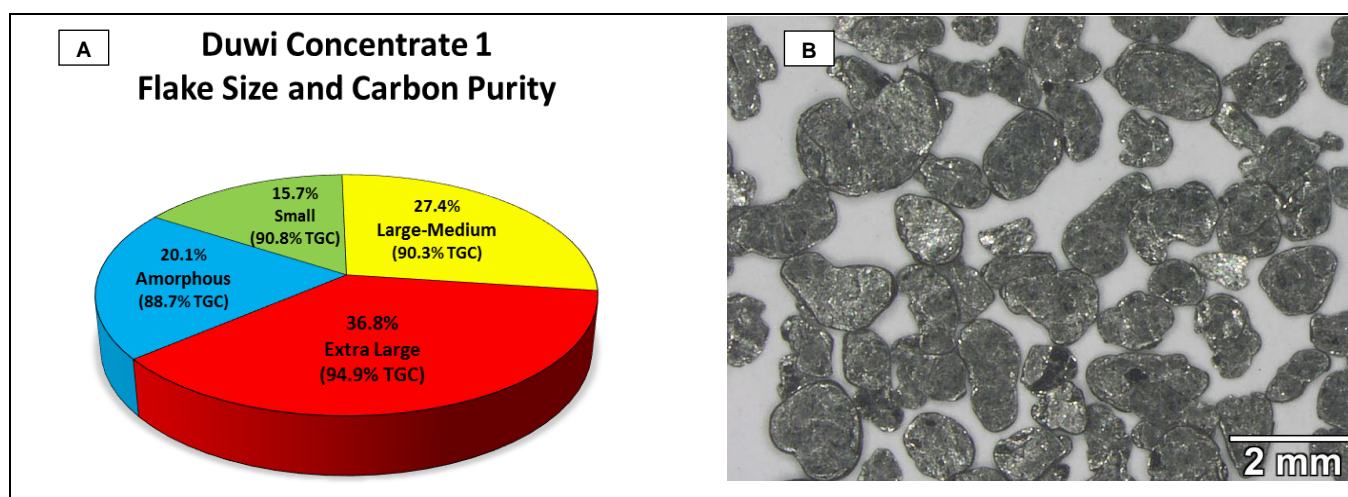 A
Duwi Concentrate 1
Flake Size and Carbon Purity
15.7%
Small
(90.8% TGC)
27.4%
Large-Medium
(90.3% TGC)
20.1%
Amorphous
(88.7% TGC)
36.8%
Extra Large
(94.9% TGC)
B
2 mm